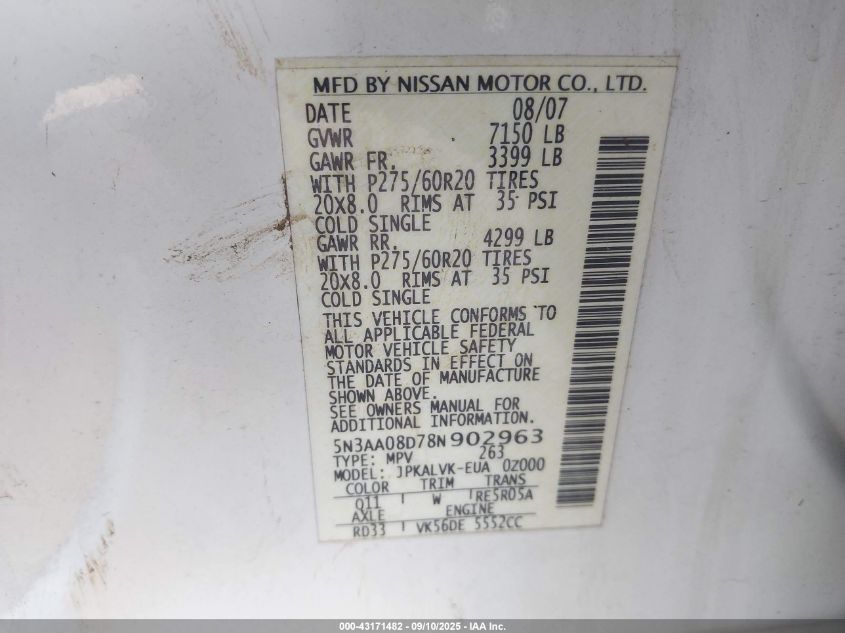 MFD BY NISSAN MOTOR CO., LTD.
DATE 08/07
GVWR 7150 LB
GAWR FR. 3399 LB
WITH P275/60R20 TIRES
20X8.0 RIMS AT 35 PSI
COLD SINGLE
GAWR RR. 4299 LB
WITH P275/60R20 TIRES
20X8.0 RIMS AT 35 PSI
COLD SINGLE
THIS VEHICLE CONFORMS TO
ALL APPLICABLE FEDERAL
MOTOR VEHICLE SAFETY
STANDARDS IN EFFECT ON
THE DATE OF MANUFACTURE
SHOWN ABOVE.
SEE OWNERS MANUAL FOR
ADDITIONAL INFORMATION.
5N3AA08D78N902963
TYPE: MPV 263
MODEL: JPKALVK-EUA 0Z000
COLOR TRIM TRANS
Q11 W RE5R05A
AXLE ENGINE
RD33 VK56DE 5552CC
000-43171482 - 09/10/2025 - IAA Inc.